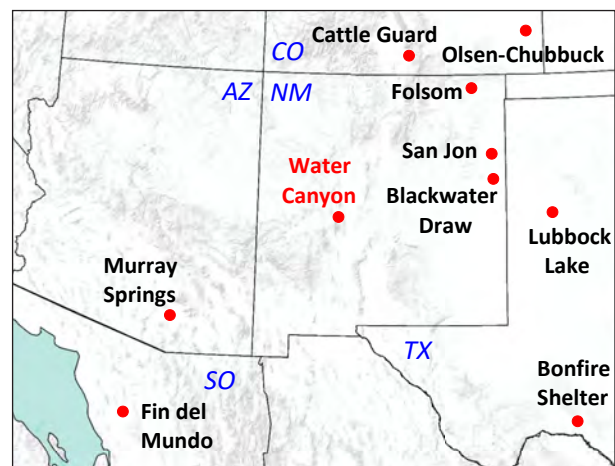 Cattle Guard
CO
Olsen-Chubbuck
AZ
NM
Folsom
San Jon
Water
Canyon
Blackwater
Draw
Lubbock
Lake
Murray
Springs
TX
SO
Bonfire
Shelter
Fin del
Mundo